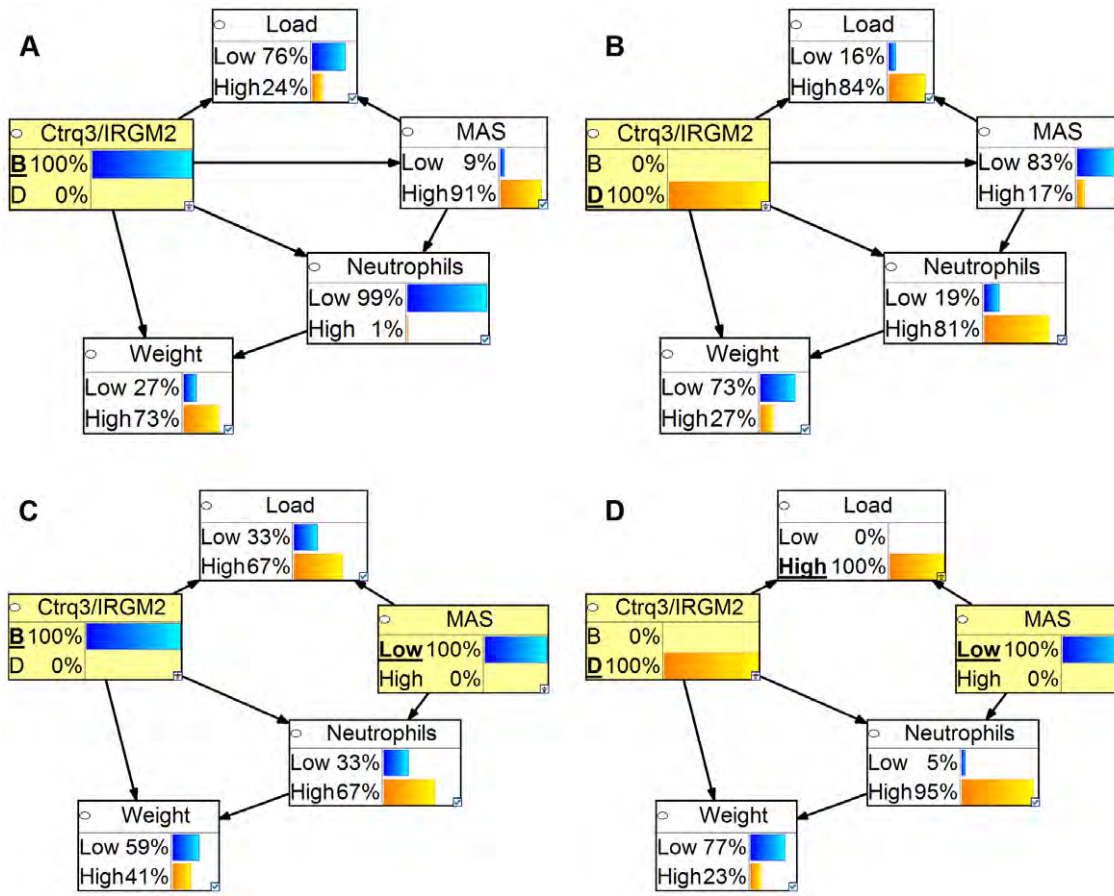 A
Load
Low 76%
High 24%
Ctrq3/IRGM2
B 100%
D 0%
MAS
Low 9%
High 91%
Neutrophils
Low 99%
High 1%
Weight
Low 27%
High 73%
B
Load
Low 16%
High 84%
Ctrq3/IRGM2
B 0%
D 100%
MAS
Low 83%
High 17%
Neutrophils
Low 19%
High 81%
Weight
Low 73%
High 27%
C
Load
Low 33%
High 67%
Ctrq3/IRGM2
B 100%
D 0%
MAS
Low 100%
High 0%
Neutrophils
Low 33%
High 67%
Weight
Low 59%
High 41%
D
Load
Low 0%
High 100%
Ctrq3/IRGM2
B 0%
D 100%
MAS
Low 100%
High 0%
Neutrophils
Low 5%
High 95%
Weight
Low 77%
High 23%